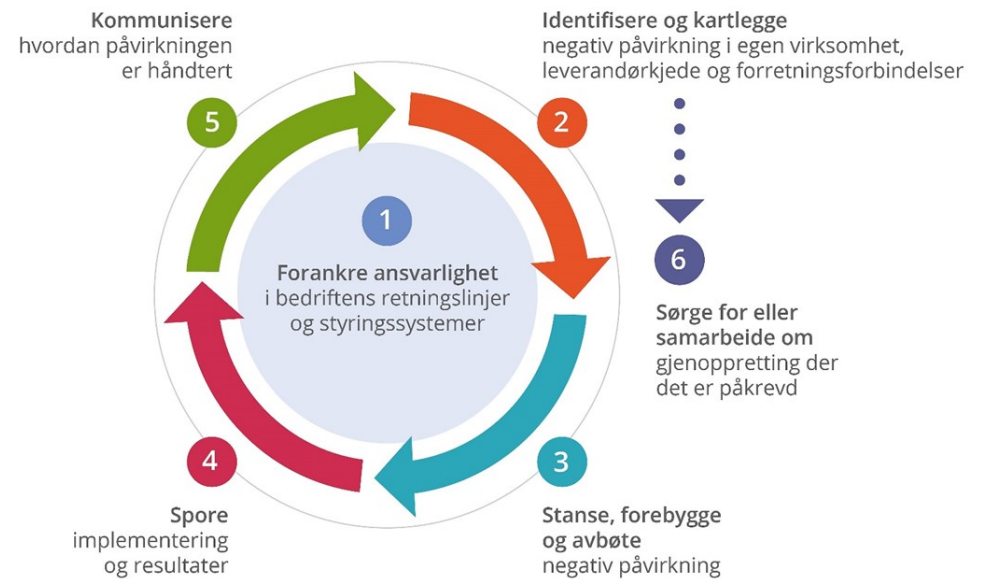 1
Forankre ansvarlighet
i bedriftens retningslinjer
og styringssystemer
2
Identifisere og kartlegge
negativ påvirkning i egen virksomhet,
leverandørkjede og forretningsforbindelser
3
Stanse, forebygge
og avbøte
negativ påvirkning
4
Spore
implementering
og resultater
5
Kommunisere
hvordan påvirkningen
er håndtert
6
Sørge for eller
samarbeide om
gjenoppretting der
det er påkrevd